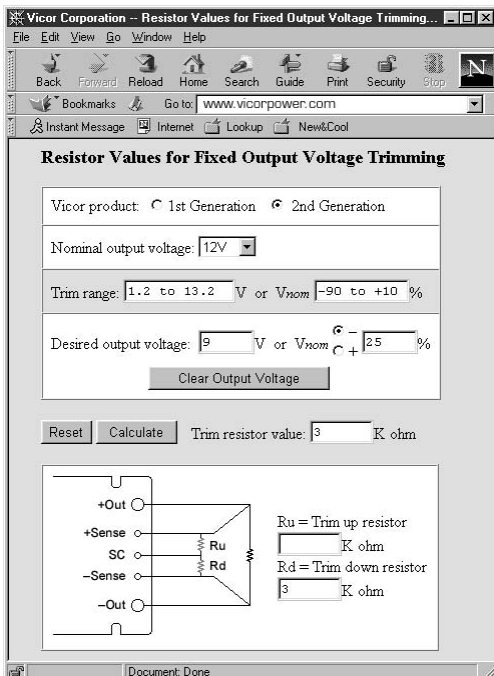 Vicor Corporation -- Resistor Values for Fixed Output Voltage Trimming...
File Edit View Go Window Help
Back Forward Reload Home Search Guide Print Security Stop N
Bookmarks Go to: www.vicorpower.com
Instant Message Internet Lookup New&Cool
Resistor Values for Fixed Output Voltage Trimming
Vicor product: 1st Generation 2nd Generation
Nominal output voltage: 12V
Trim range: 1.2 to 13.2 V or Vnom -90 to +10 %
Desired output voltage: 9 V or Vnom – + 25 %
Clear Output Voltage
Reset Calculate Trim resistor value: 3 K ohm
+Out
+Sense
SC
–Sense
–Out
Ru
Rd
Ru = Trim up resistor
K ohm
Rd = Trim down resistor
3 K ohm
Document: Done